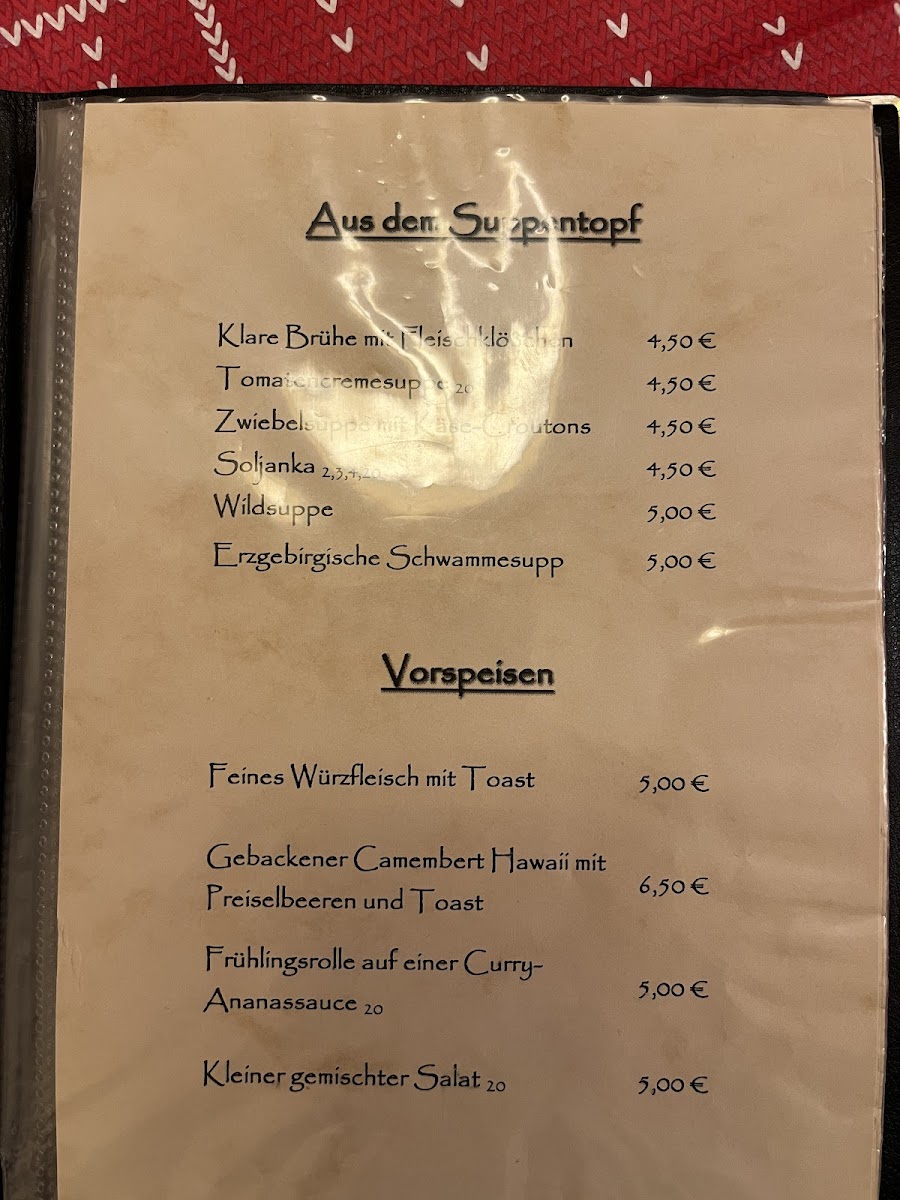 Aus dem Suppentopf
Klare Brühe mit Fleischklößchen 4,50 €
Tomatencremesuppe 20 4,50 €
Zwiebelsuppe mit Käse-Croutons 4,50 €
Soljanka 2,3,4,20 4,50 €
Wildsuppe 5,00 €
Erzgebirgische Schwammesupp 5,00 €
Vorspeisen
Feines Würzfleisch mit Toast 5,00 €
Gebackener Camembert Hawaii mit
Preiselbeeren und Toast 6,50 €
Frühlingsrolle auf einer Curry-
Ananassauce 20 5,00 €
Kleiner gemischter Salat 20 5,00 €